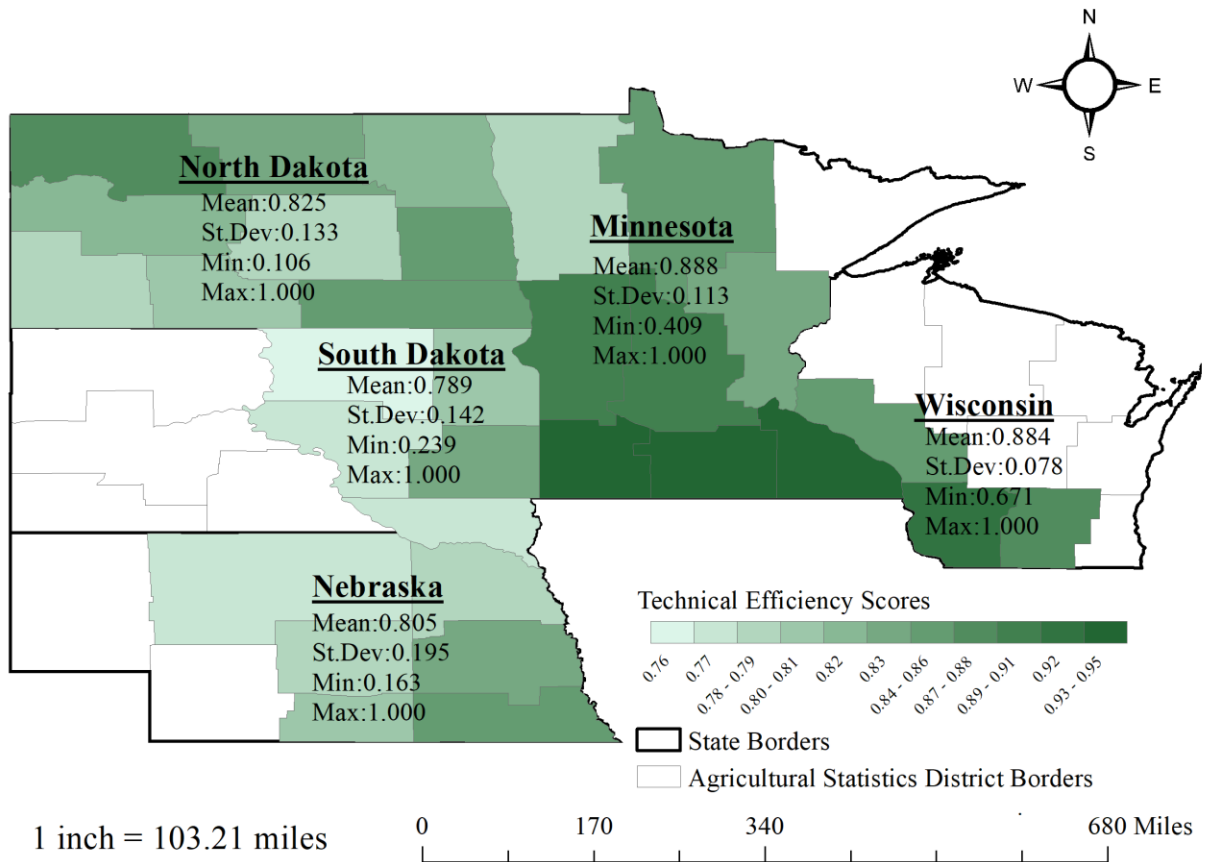 N
W E
S
North Dakota
Mean:0.825
St.Dev:0.133
Min:0.106
Max:1.000
Minnesota
Mean:0.888
St.Dev:0.113
Min:0.409
Max:1.000
South Dakota
Mean:0.789
St.Dev:0.142
Min:0.239
Max:1.000
Wisconsin
Mean:0.884
St.Dev:0.078
Min:0.671
Max:1.000
Nebraska
Mean:0.805
St.Dev:0.195
Min:0.163
Max:1.000
Technical Efficiency Scores
0.76
0.77
0.78 - 0.79
0.80 - 0.81
0.82
0.83
0.84 - 0.86
0.87 - 0.88
0.89 - 0.91
0.92
0.93 - 0.95
State Borders
Agricultural Statistics District Borders
1 inch = 103.21 miles
0 170 340 680 Miles